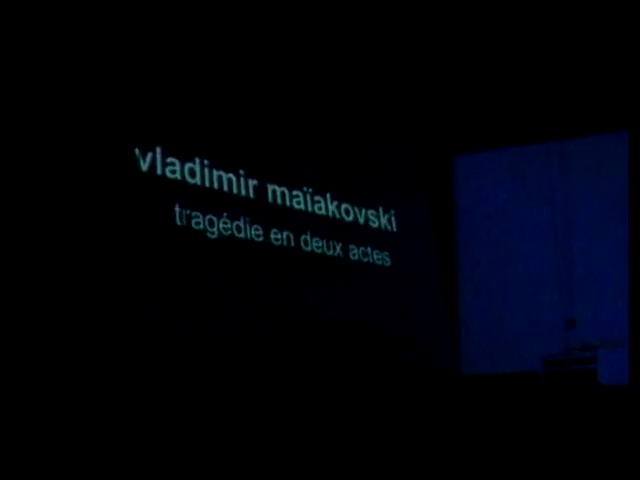 vladimir maïakovski
tragédie en deux actes